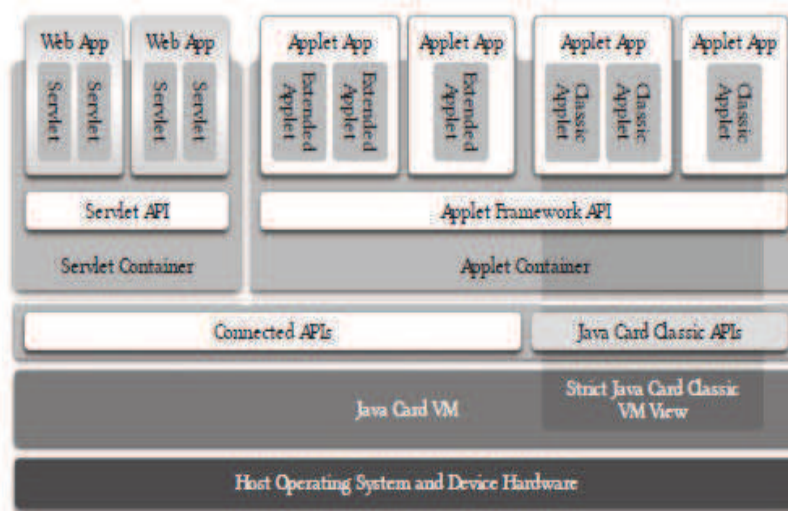 Web App
Web App
Applet App
Applet App
Applet App
Applet App
Servlet
Servlet
Servlet
Servlet
Extended Applet
Extended Applet
Extended Applet
Classic Applet
Classic Applet
Classic Applet
Servlet API
Applet Framework API
Servlet Container
Applet Container
Connected APIs
Java Card Classic APIs
Java Card VM
Strict Java Card Classic
VM View
Host Operating System and Device Hardware